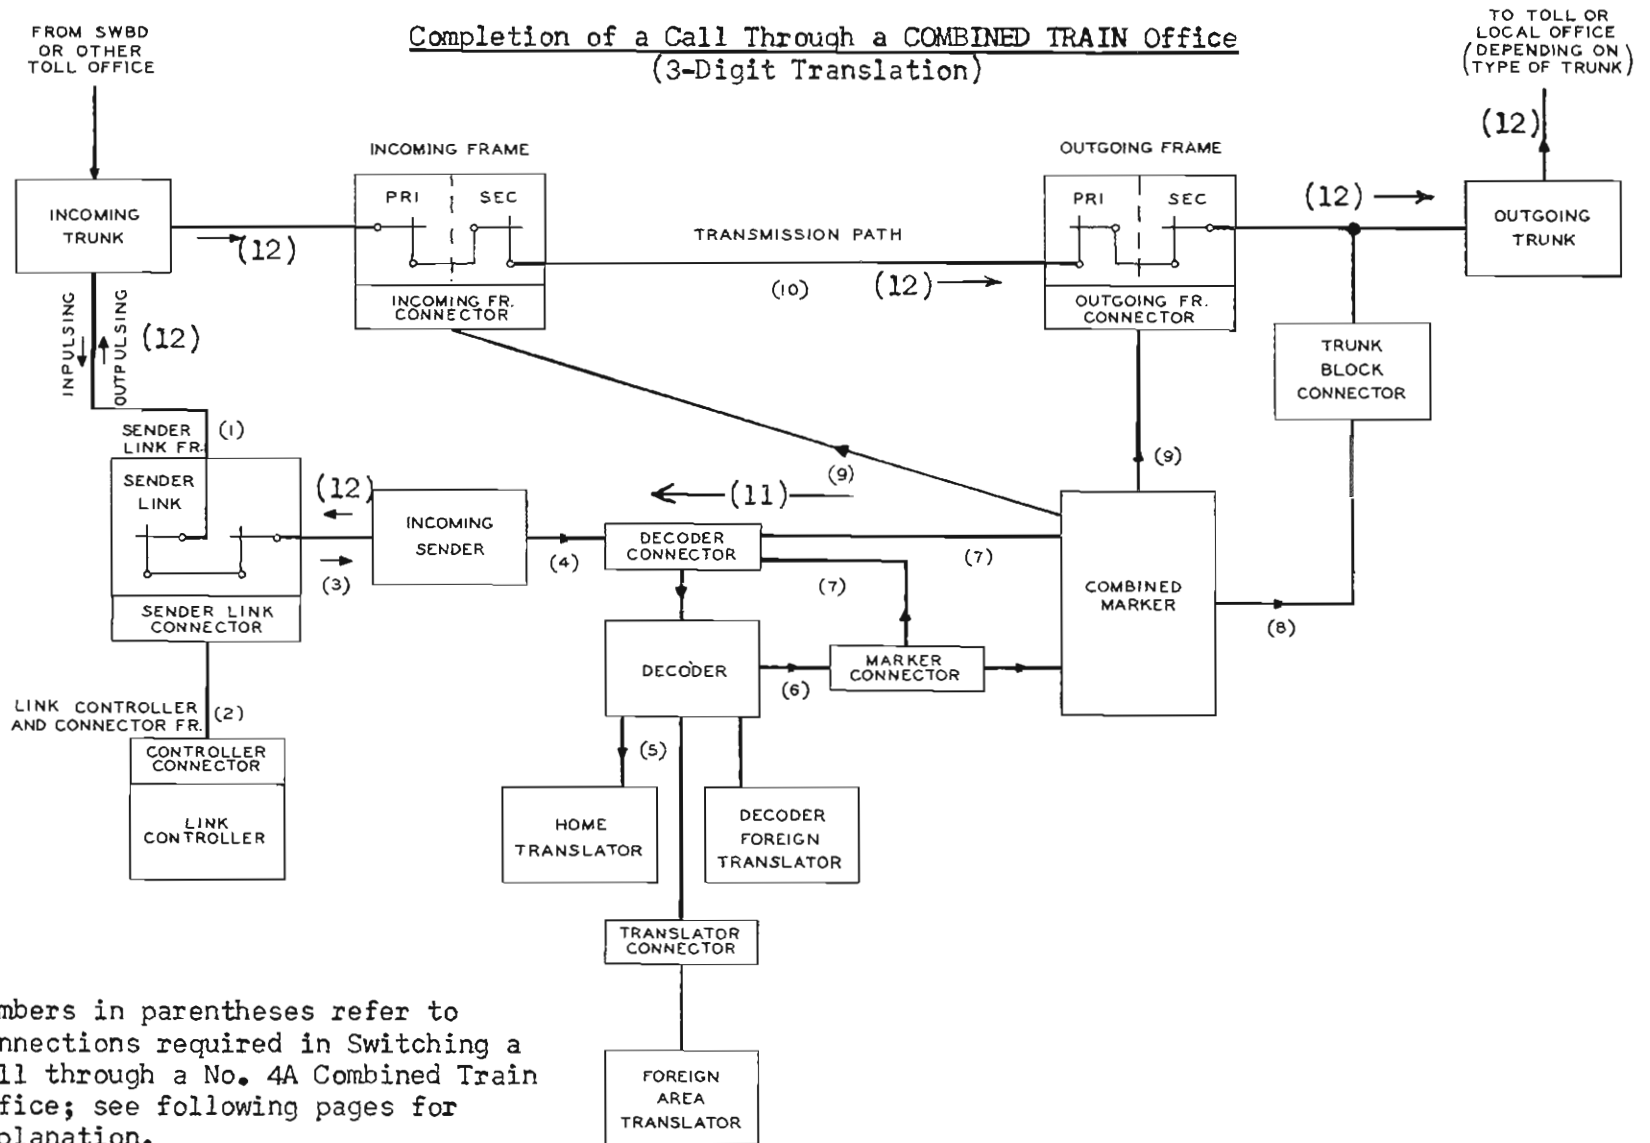 Completion of a Call Through a COMBINED TRAIN Office
(3-Digit Translation)
FROM SWBD
OR OTHER
TOLL OFFICE
TO TOLL OR
LOCAL OFFICE
(DEPENDING ON
TYPE OF TRUNK)
(12)
INCOMING FRAME
OUTGOING FRAME
INCOMING
TRUNK
(12)
PRI
SEC
INCOMING FR.
CONNECTOR
TRANSMISSION PATH
(10)
(12)
PRI
SEC
OUTGOING FR.
CONNECTOR
(12)
OUTGOING
TRUNK
INPULSING
OUTPULSING
(12)
TRUNK
BLOCK
CONNECTOR
SENDER
LINK FR.
(1)
SENDER
LINK
SENDER LINK
CONNECTOR
(12)
(3)
INCOMING
SENDER
(4)
(11)
(9)
(9)
DECODER
CONNECTOR
(7)
(7)
COMBINED
MARKER
(8)
DECODER
(6)
MARKER
CONNECTOR
LINK CONTROLLER
AND CONNECTOR FR.
(2)
CONTROLLER
CONNECTOR
LINK
CONTROLLER
(5)
HOME
TRANSLATOR
DECODER
FOREIGN
TRANSLATOR
TRANSLATOR
CONNECTOR
FOREIGN
AREA
TRANSLATOR
mbers in parentheses refer to
nnections required in Switching a
ll through a No. 4A Combined Train
fice; see following pages for
planation.